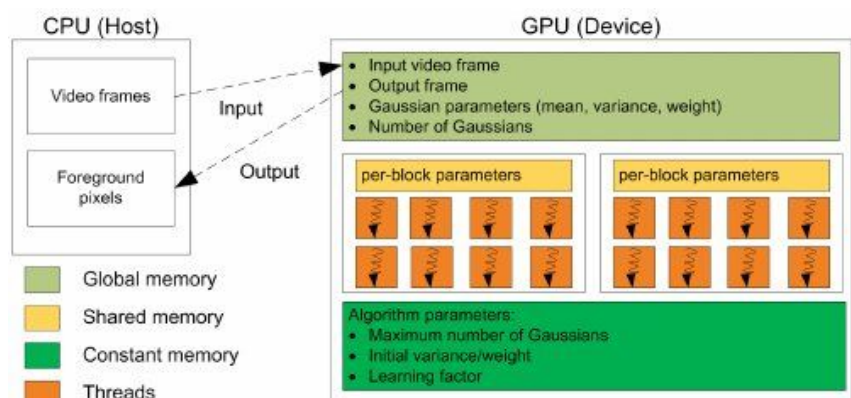 CPU (Host)
Video frames
Foreground
pixels
Input
Output
GPU (Device)
• Input video frame
• Output frame
• Gaussian parameters (mean, variance, weight)
• Number of Gaussians
per-block parameters
per-block parameters
Algorithm parameters:
• Maximum number of Gaussians
• Initial variance/weight
• Learning factor
Global memory
Shared memory
Constant memory
Threads